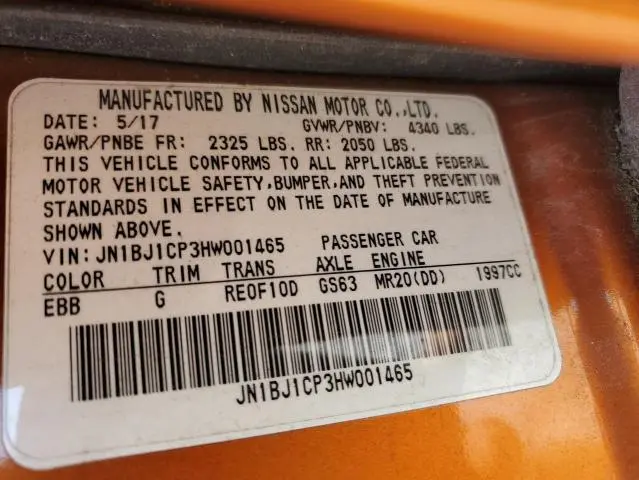 MANUFACTURED BY NISSAN MOTOR CO.,LTD.
DATE: 5/17 GVWR/PNBV: 4340 LBS.
GAWR/PNBE FR: 2325 LBS. RR: 2050 LBS.
THIS VEHICLE CONFORMS TO ALL APPLICABLE FEDERAL
MOTOR VEHICLE SAFETY,BUMPER,AND THEFT PREVENTION
STANDARDS IN EFFECT ON THE DATE OF MANUFACTURE
SHOWN ABOVE.
VIN: JN1BJ1CP3HW001465 PASSENGER CAR
COLOR TRIM TRANS AXLE ENGINE
EBB G RE0F10D GS63 MR20(DD) 1997CC
JN1BJ1CP3HW001465